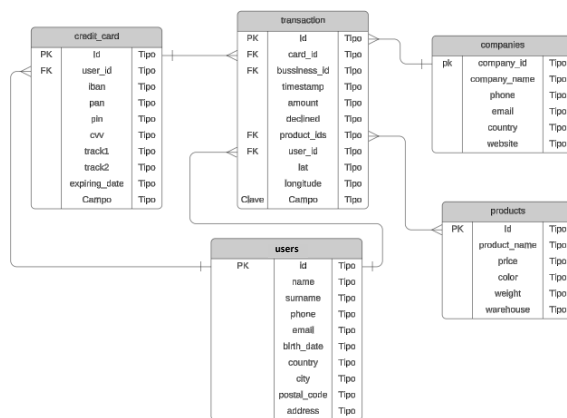 credit_card
PK Id Tipo
FK user_id Tipo
iban Tipo
pan Tipo
pin Tipo
cvv Tipo
track1 Tipo
track2 Tipo
expiring_date Tipo
Campo Tipo
transaction
PK Id Tipo
FK card_id Tipo
FK bussiness_id Tipo
timestamp Tipo
amount Tipo
declined Tipo
FK product_ids Tipo
FK user_id Tipo
lat Tipo
longitude Tipo
Clave Campo Tipo
companies
pk company_id Tipo
company_name Tipo
phone Tipo
email Tipo
country Tipo
website Tipo
products
PK Id Tipo
product_name Tipo
price Tipo
color Tipo
weight Tipo
warehouse Tipo
users
PK Id Tipo
name Tipo
surname Tipo
phone Tipo
email Tipo
birth_date Tipo
country Tipo
city Tipo
postal_code Tipo
address Tipo